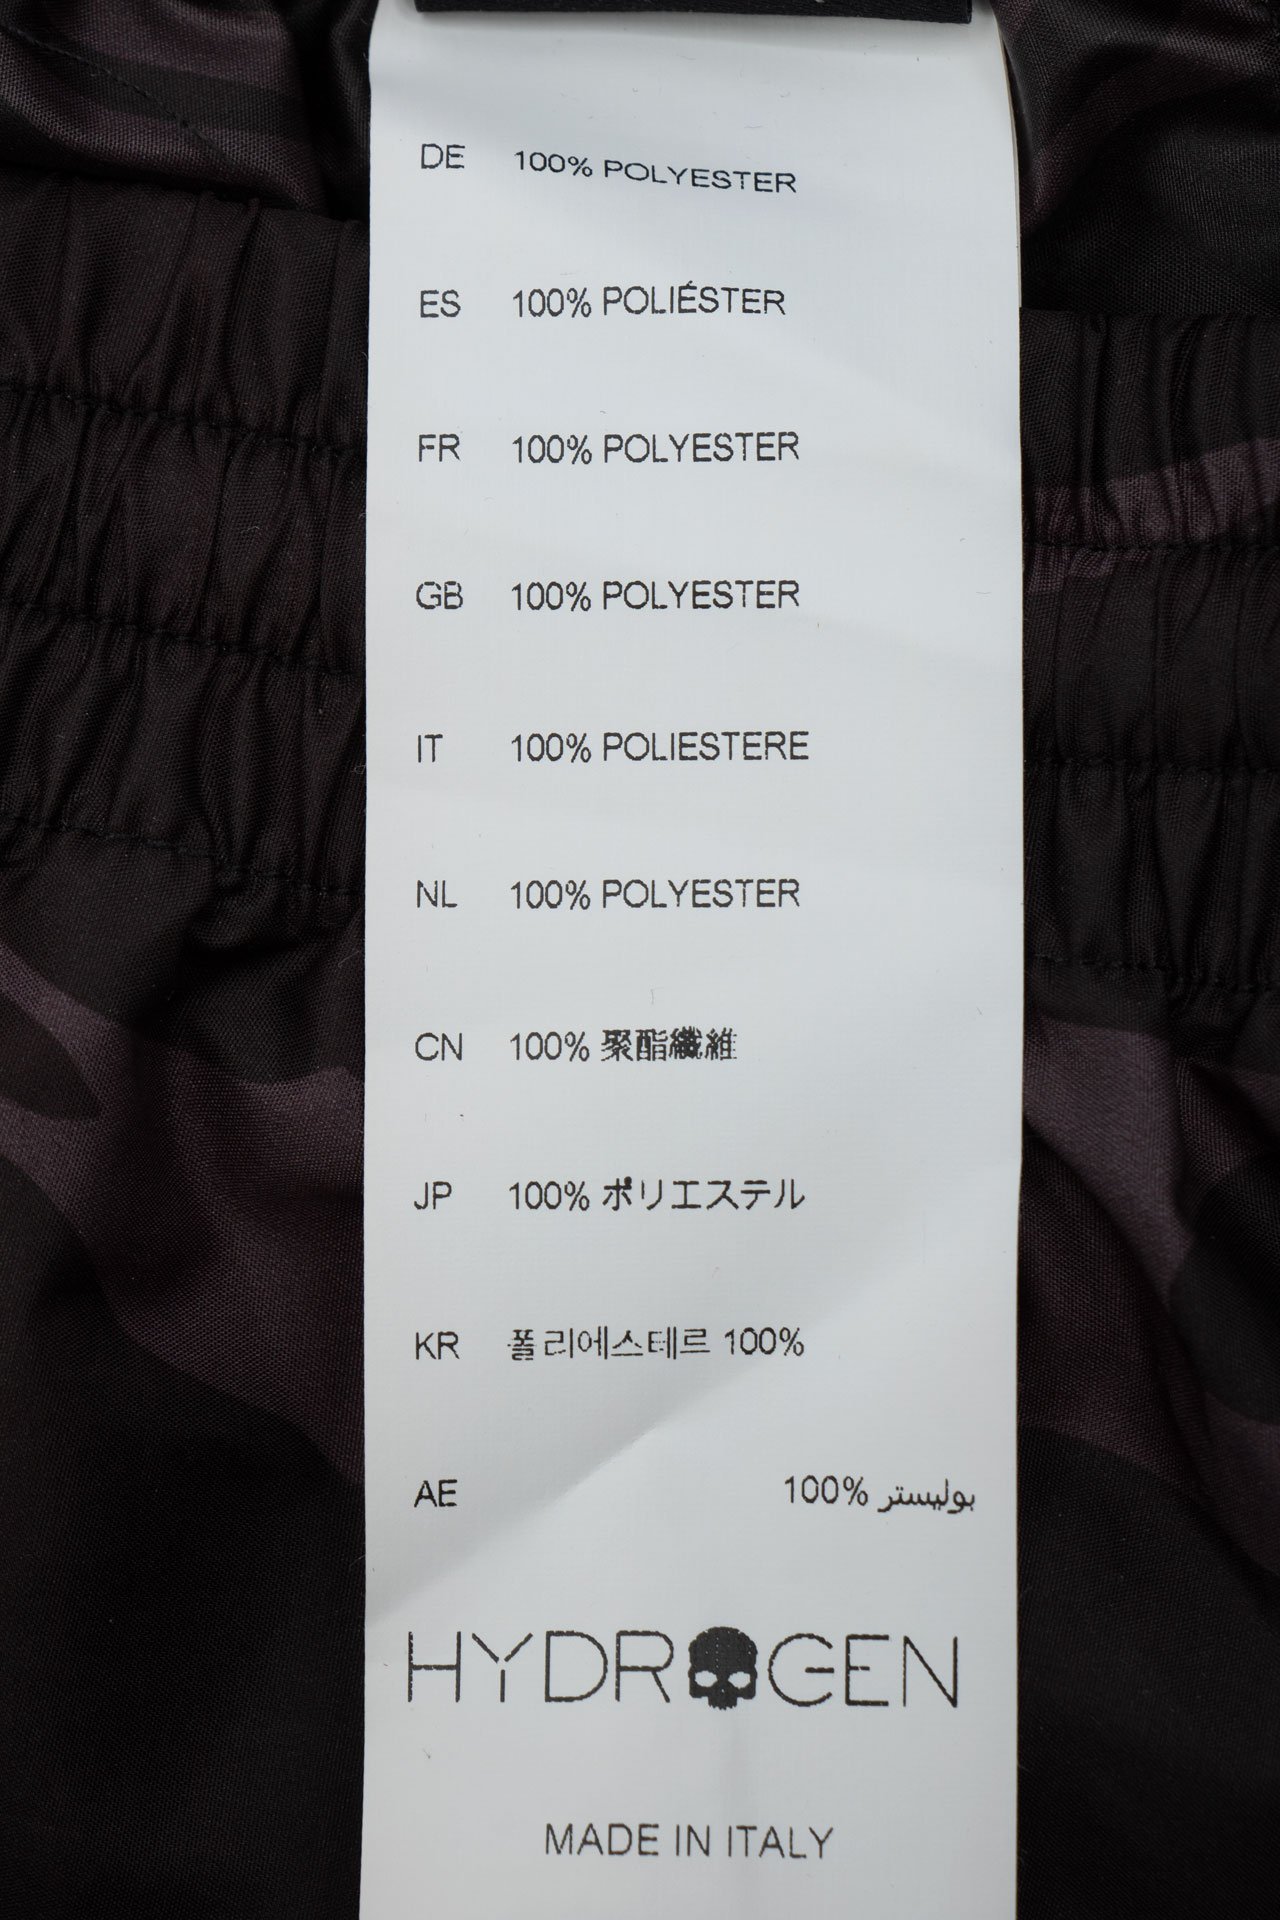 DE 100% POLYESTER
ES 100% POLIÉSTER
FR 100% POLYESTER
GB 100% POLYESTER
IT 100% POLIESTERE
NL 100% POLYESTER
CN 100% 聚酯纖維
JP 100% ポリエステル
KR 폴리에스테르 100%
AE بوليستر 100%
HYDROGEN
MADE IN ITALY